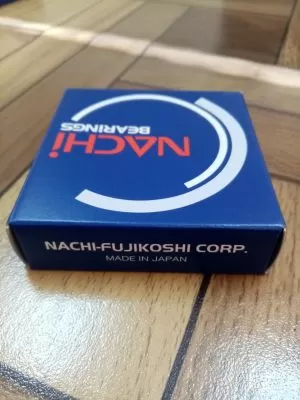 NACHi
BEARINGS
NACHI-FUJIKOSHI CORP.
MADE IN JAPAN